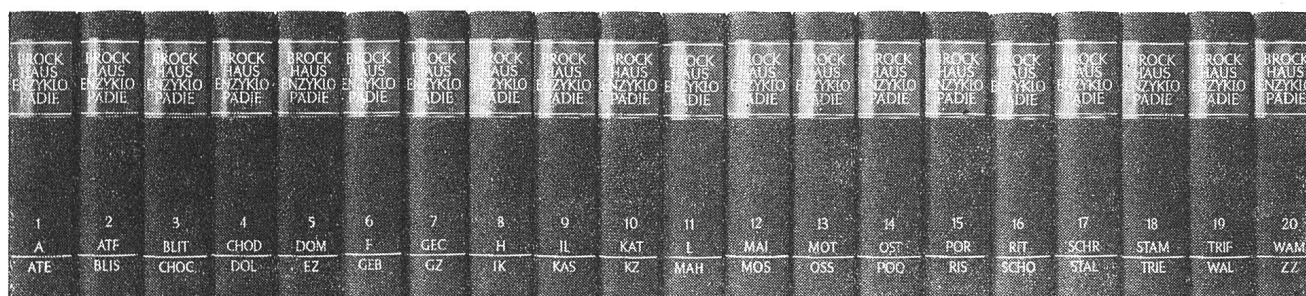 BROCK
HAUS
ENZYKLO
PÄDIE
1
A
ATE
BROCK
HAUS
ENZYKLO
PÄDIE
2
ATF
BLIS
BROCK
HAUS
ENZYKLO
PÄDIE
3
BLIT
CHOC
BROCK
HAUS
ENZYKLO
PÄDIE
4
CHOD
DOL
BROCK
HAUS
ENZYKLO
PÄDIE
5
DOM
EZ
BROCK
HAUS
ENZYKLO
PÄDIE
6
F
GEB
BROCK
HAUS
ENZYKLO
PÄDIE
7
GEC
GZ
BROCK
HAUS
ENZYKLO
PÄDIE
8
H
IK
BROCK
HAUS
ENZYKLO
PÄDIE
9
IL
KAS
BROCK
HAUS
ENZYKLO
PÄDIE
10
KAT
KZ
BROCK
HAUS
ENZYKLO
PÄDIE
11
L
MAH
BROCK
HAUS
ENZYKLO
PÄDIE
12
MAI
MOS
BROCK
HAUS
ENZYKLO
PÄDIE
13
MOT
OSS
BROCK
HAUS
ENZYKLO
PÄDIE
14
OST
POQ
BROCK
HAUS
ENZYKLO
PÄDIE
15
POR
RIS
BROCK
HAUS
ENZYKLO
PÄDIE
16
RIT
SCHO
BROCK
HAUS
ENZYKLO
PÄDIE
17
SCHR
STAL
BROCK
HAUS
ENZYKLO
PÄDIE
18
STAM
TRIE
BROCK
HAUS
ENZYKLO
PÄDIE
19
TRIF
WAL
BROCK
HAUS
ENZYKLO
PÄDIE
20
WAM
ZZ